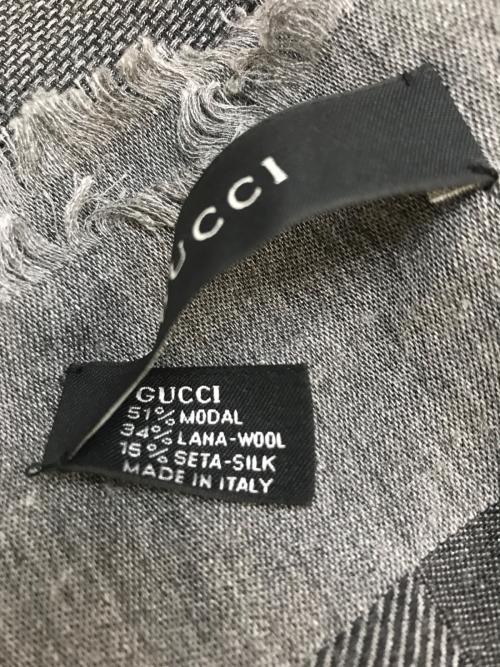 UCCI
GUCCI
51% MODAL
34% LANA-WOOL
15% SETA-SILK
MADE IN ITALY